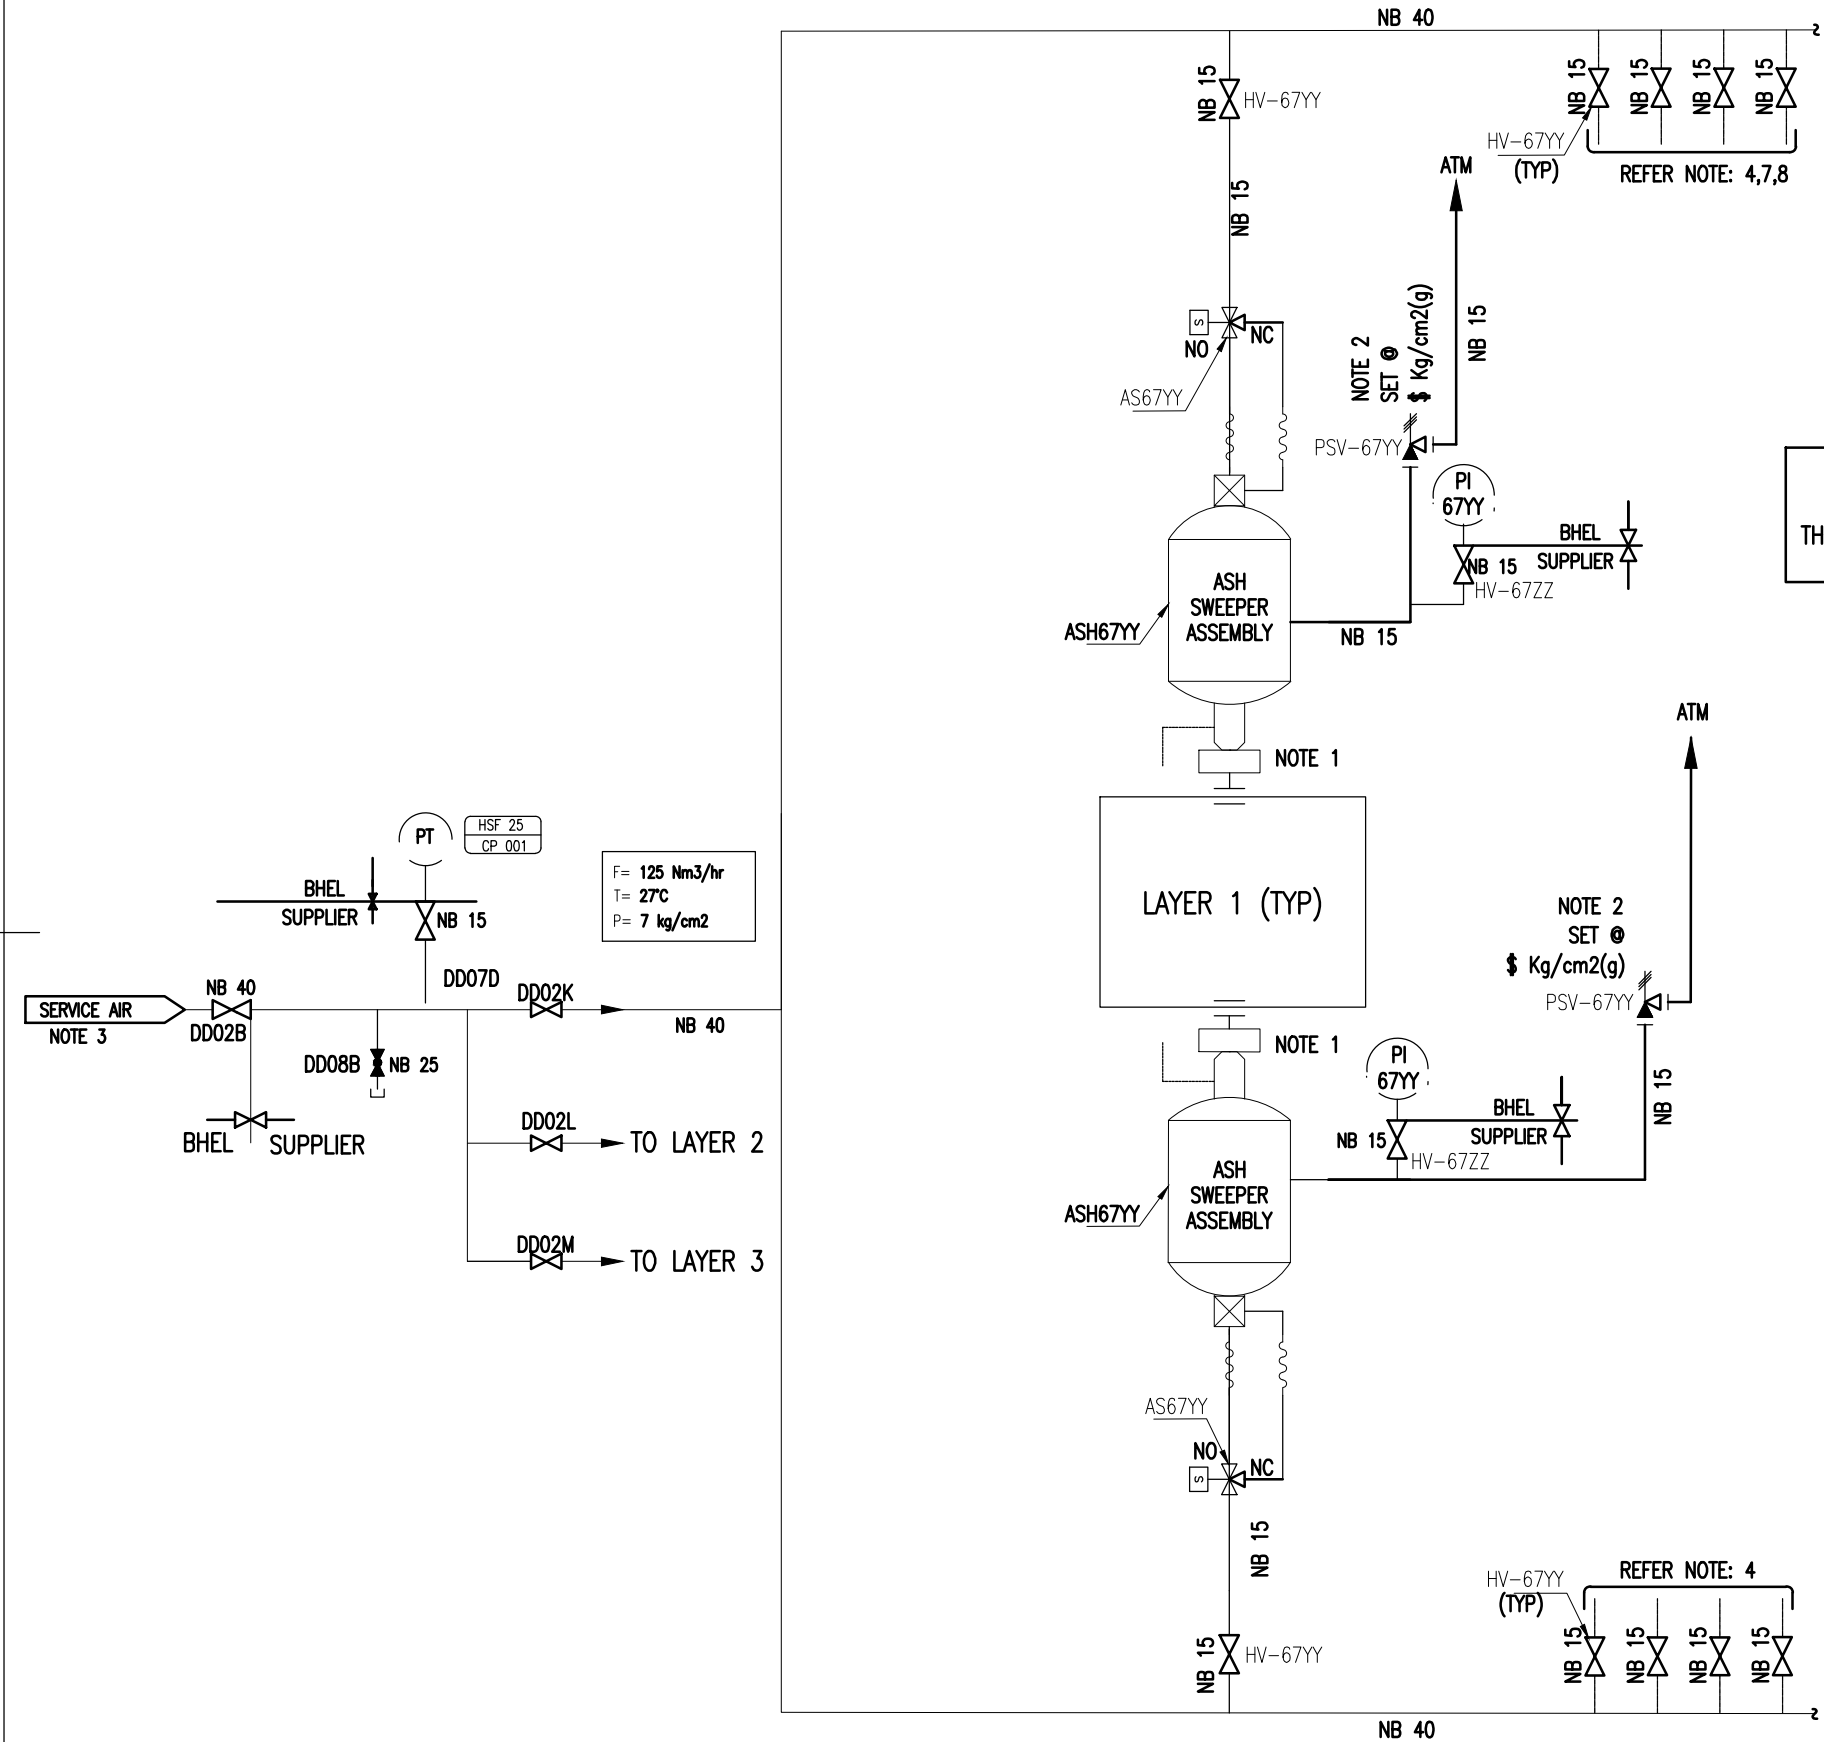 NB 40
NB 15
HV-67YY
NB 15
NB 15
NB 15
NB 15
HV-67YY
(TYP)
REFER NOTE: 4,7,8
ATM
NB 15
NB 15
NOTE 2
SET @
$ Kg/cm2(g)
S
NO
NC
AS67YY
PSV-67YY
PI
67YY
BHEL
SUPPLIER
NB 15
HV-67ZZ
TH
ASH
SWEEPER
ASSEMBLY
ASH67YY
NB 15
NOTE 1
ATM
PT
HSF 25
CP 001
F= 125 Nm3/hr
T= 27°C
P= 7 kg/cm2
BHEL
SUPPLIER
NB 15
LAYER 1 (TYP)
NOTE 2
SET @
$ Kg/cm2(g)
PSV-67YY
DD07D
NB 40
DD02K
SERVICE AIR
NOTE 3
DD02B
NB 40
DD08B
NB 25
NOTE 1
PI
67YY
NB 15
BHEL
SUPPLIER
NB 15
HV-67ZZ
BHEL
SUPPLIER
DD02L
TO LAYER 2
ASH
SWEEPER
ASSEMBLY
ASH67YY
DD02M
TO LAYER 3
AS67YY
NO
NC
S
NB 15
HV-67YY
(TYP)
REFER NOTE: 4
NB 15
HV-67YY
NB 15
NB 15
NB 15
NB 15
NB 40